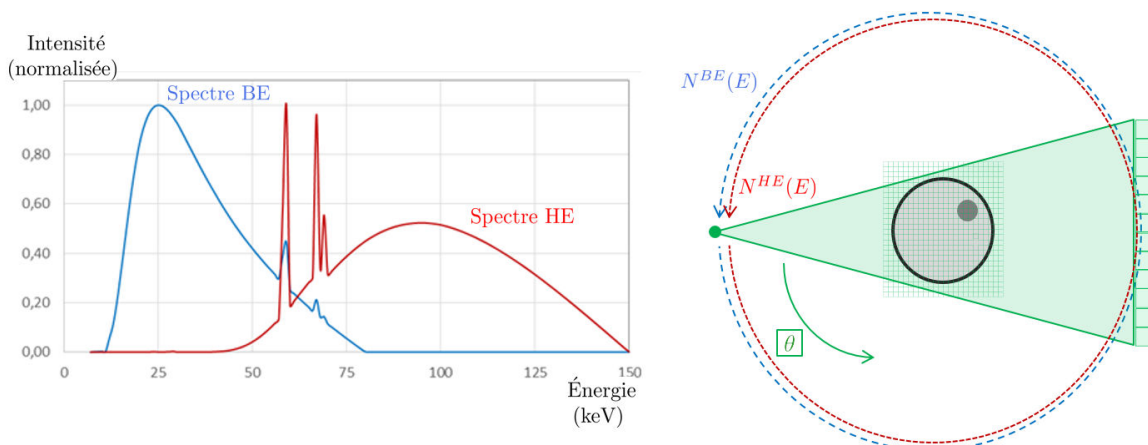 Intensité
(normalisée)
Spectre BE
1,00
0,80
0,60
Spectre HE
0,40
0,20
0,00
0
25
50
75
100
125
150
Énergie
(keV)
N^{BE}(E)
N^{HE}(E)
θ